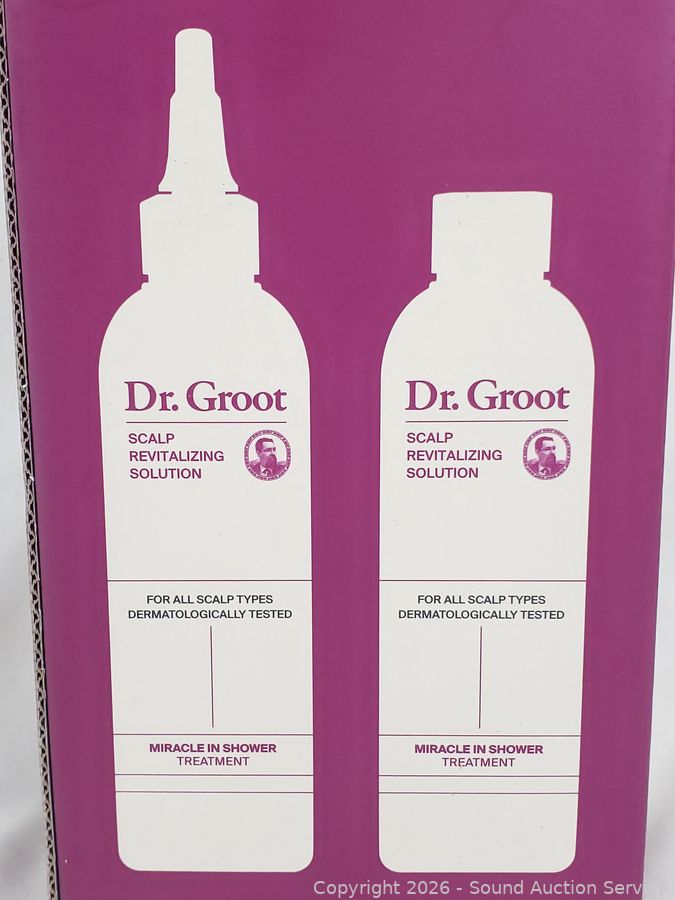 Dr. Groot
SCALP
REVITALIZING
SOLUTION
FOR ALL SCALP TYPES
DERMATOLOGICALLY TESTED
MIRACLE IN SHOWER
TREATMENT
Dr. Groot
SCALP
REVITALIZING
SOLUTION
FOR ALL SCALP TYPES
DERMATOLOGICALLY TESTED
MIRACLE IN SHOWER
TREATMENT
Copyright 2026 - Sound Auction Serv